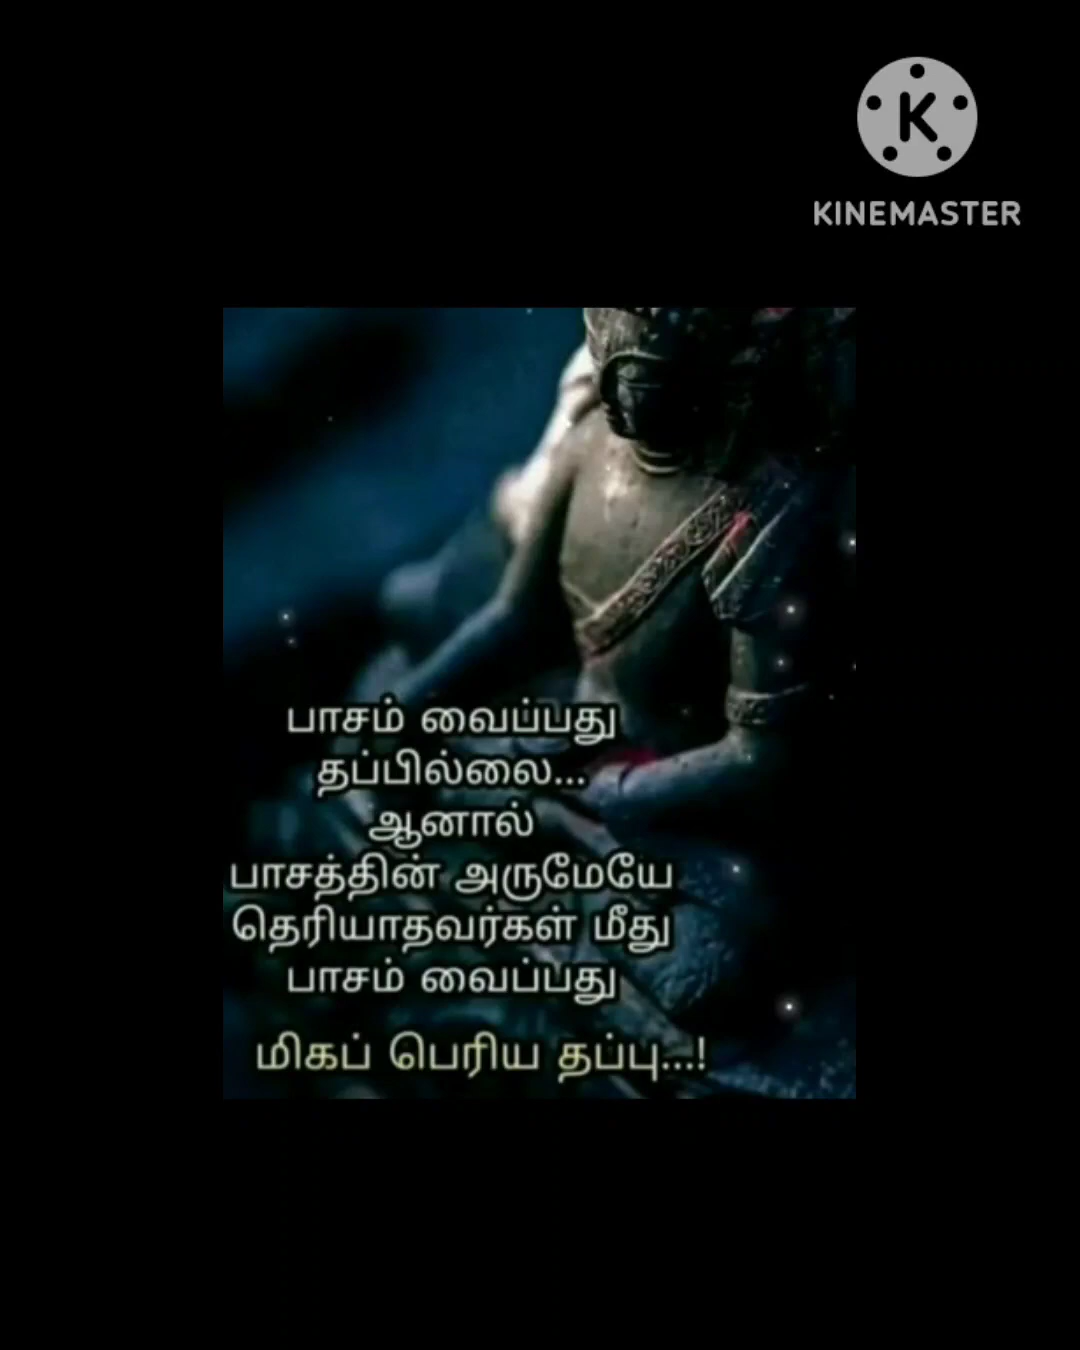 KINEMASTER
பாசம் வைப்பது
தப்பில்லை...
ஆனால்
பாசத்தின் அருமேயே
தெரியாதவர்கள் மீது
பாசம் வைப்பது
மிகப் பெரிய தப்பு...!